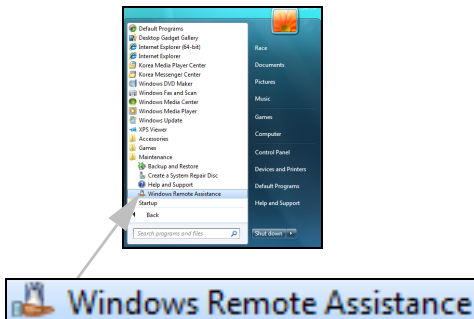 Default Programs
Desktop Gadget Gallery
Internet Explorer (64-bit)
Internet Explorer
Korea Media Player Center
Korea Messenger Center
Windows DVD Maker
Windows Fax and Scan
Windows Media Center
Windows Media Player
Windows Update
XPS Viewer
Accessories
Games
Maintenance
Backup and Restore
Create a System Repair Disc
Help and Support
Windows Remote Assistance
Startup
Back
Search programs and files
Race
Documents
Pictures
Music
Games
Computer
Control Panel
Devices and Printers
Default Programs
Help and Support
Shut down
Windows Remote Assistance